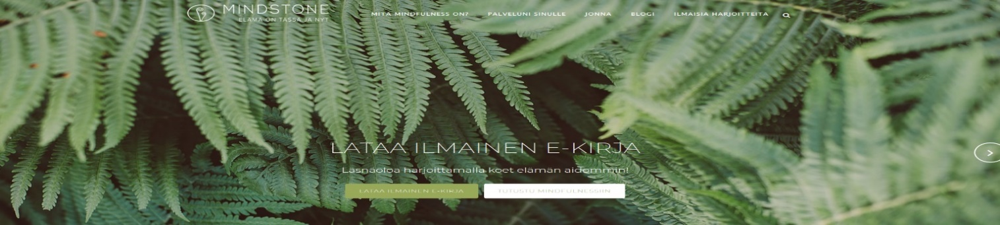 MINDSTONE
ELÄMÄ ON TÄSSÄ JA NYT
MITÄ MINDFULNESS ON? PALVELUNI SINULLE JONNA BLOGI ILMAISIA HARJOITTEITA
LATAA ILMAINEN E-KIRJA
Läsnäoloa harjoittamalla koet elämän aidommin!
LATAA ILMAINEN E-KIRJA TUTUSTU MINDFULNESSIIN